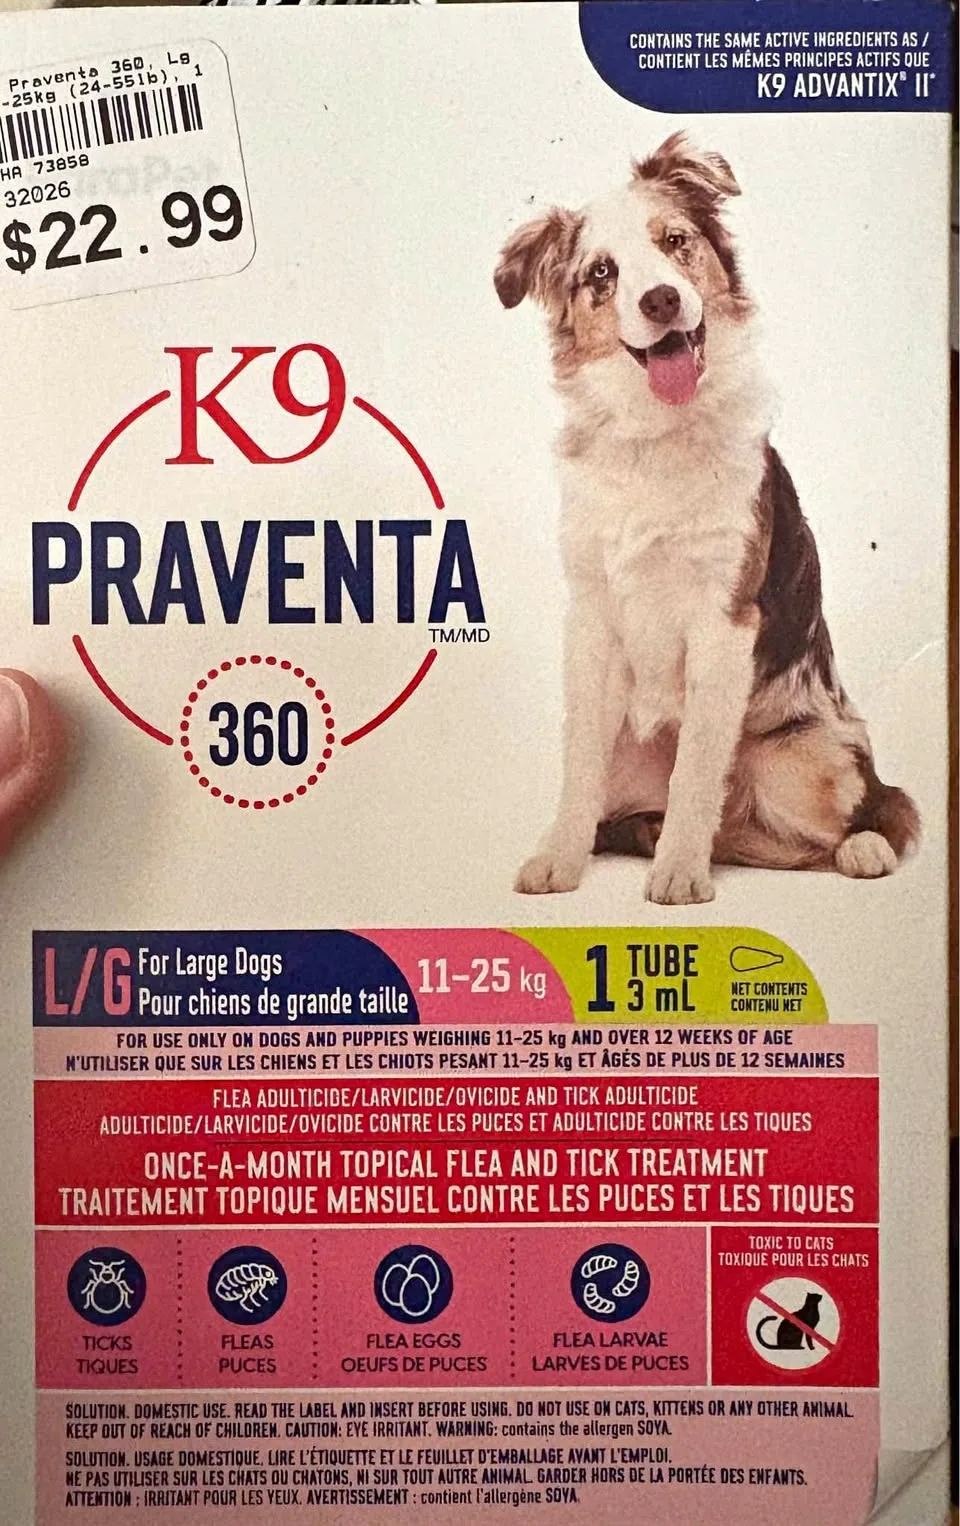 CONTAINS THE SAME ACTIVE INGREDIENTS AS /
CONTIENT LES MÊMES PRINCIPES ACTIFS QUE
K9 ADVANTIX® II*
Praventa 360, Lg
-25kg (24-55lb), 1
HA 73858
32026
$22.99
K9
PRAVENTA
TM/MD
360
L/G
For Large Dogs
Pour chiens de grande taille
11-25 kg
1 TUBE
3 mL
NET CONTENTS
CONTENU NET
FOR USE ONLY ON DOGS AND PUPPIES WEIGHING 11-25 kg AND OVER 12 WEEKS OF AGE
N'UTILISER QUE SUR LES CHIENS ET LES CHIOTS PESANT 11-25 kg ET ÂGÉS DE PLUS DE 12 SEMAINES
FLEA ADULTICIDE/LARVICIDE/OVICIDE AND TICK ADULTICIDE
ADULTICIDE/LARVICIDE/OVICIDE CONTRE LES PUCES ET ADULTICIDE CONTRE LES TIQUES
ONCE-A-MONTH TOPICAL FLEA AND TICK TREATMENT
TRAITEMENT TOPIQUE MENSUEL CONTRE LES PUCES ET LES TIQUES
TICKS
TIQUES
FLEAS
PUCES
FLEA EGGS
OEUFS DE PUCES
FLEA LARVAE
LARVES DE PUCES
TOXIC TO CATS
TOXIQUE POUR LES CHATS
SOLUTION. DOMESTIC USE. READ THE LABEL AND INSERT BEFORE USING. DO NOT USE ON CATS, KITTENS OR ANY OTHER ANIMAL.
KEEP OUT OF REACH OF CHILDREN. CAUTION: EYE IRRITANT. WARNING: contains the allergen SOYA.
SOLUTION. USAGE DOMESTIQUE. LIRE L'ÉTIQUETTE ET LE FEUILLET D'EMBALLAGE AVANT L'EMPLOI.
NE PAS UTILISER SUR LES CHATS OU CHATONS, NI SUR TOUT AUTRE ANIMAL. GARDER HORS DE LA PORTÉE DES ENFANTS.
ATTENTION : IRRITANT POUR LES YEUX. AVERTISSEMENT : contient l'allergène SOYA.